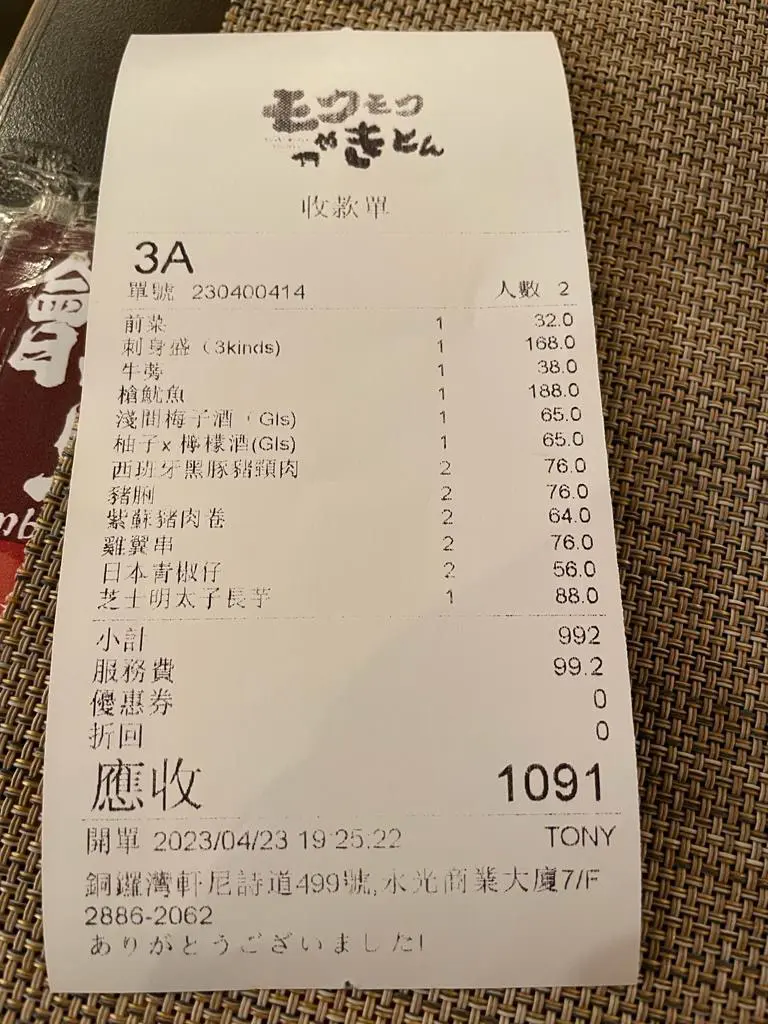 モウモク
やきとん
收款單
3A
單號 230400414 人數 2
前菜 1 32.0
刺身盛（3kinds) 1 168.0
牛蒡 1 38.0
槍魷魚 1 188.0
淺間梅子酒（Gls) 1 65.0
柚子x 檸檬酒(Gls) 1 65.0
西班牙黑豚豬頸肉 2 76.0
豬脷 2 76.0
紫蘇豬肉卷 2 64.0
雞翼串 2 76.0
日本青椒仔 2 56.0
芝士明太子長芋 1 88.0
小計 992
服務費 99.2
優惠券 0
折回 0
應收 1091
開單 2023/04/23 19:25:22 TONY
銅鑼灣軒尼詩道499號,永光商業大廈7/F
2886-2062
ありがとうございました!